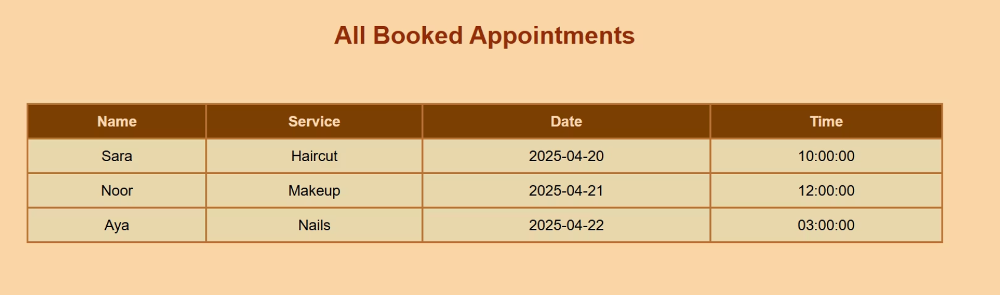 All Booked Appointments
Name Service Date Time
Sara Haircut 2025-04-20 10:00:00
Noor Makeup 2025-04-21 12:00:00
Aya Nails 2025-04-22 03:00:00